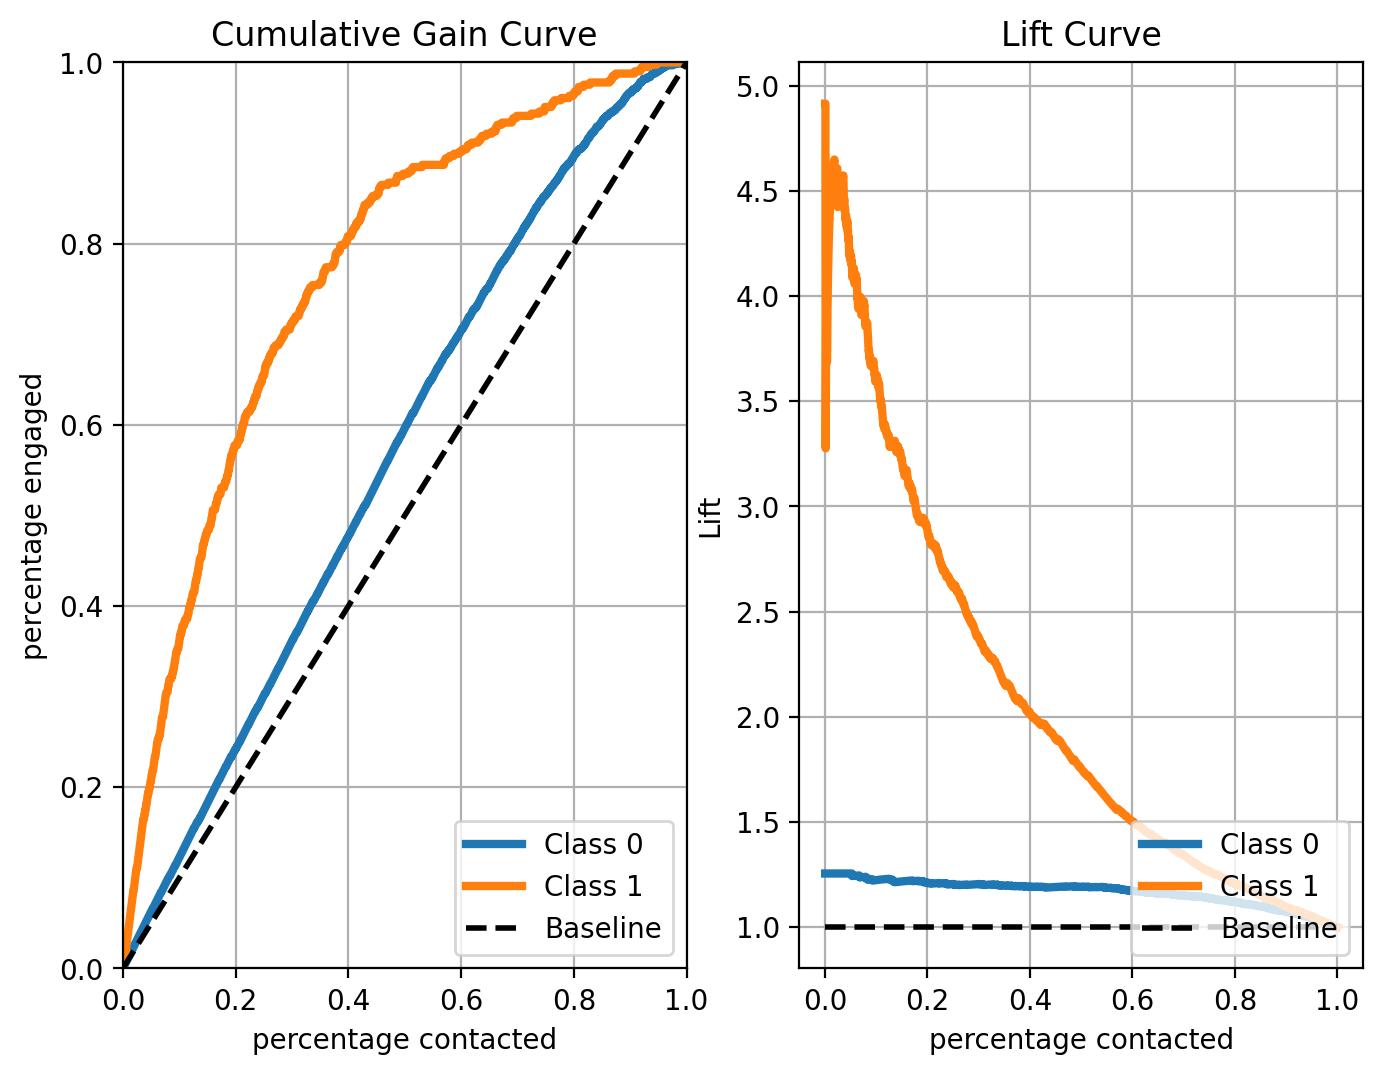 Cumulative Gain Curve
1.0
0.8
0.6
0.4
0.2
0.0
percentage engaged
0.0 0.2 0.4 0.6 0.8 1.0
percentage contacted
Class 0
Class 1
Baseline
Lift Curve
5.0
4.5
4.0
3.5
3.0
2.5
2.0
1.5
1.0
Lift
0.0 0.2 0.4 0.6 0.8 1.0
percentage contacted
Class 0
Class 1
Baseline